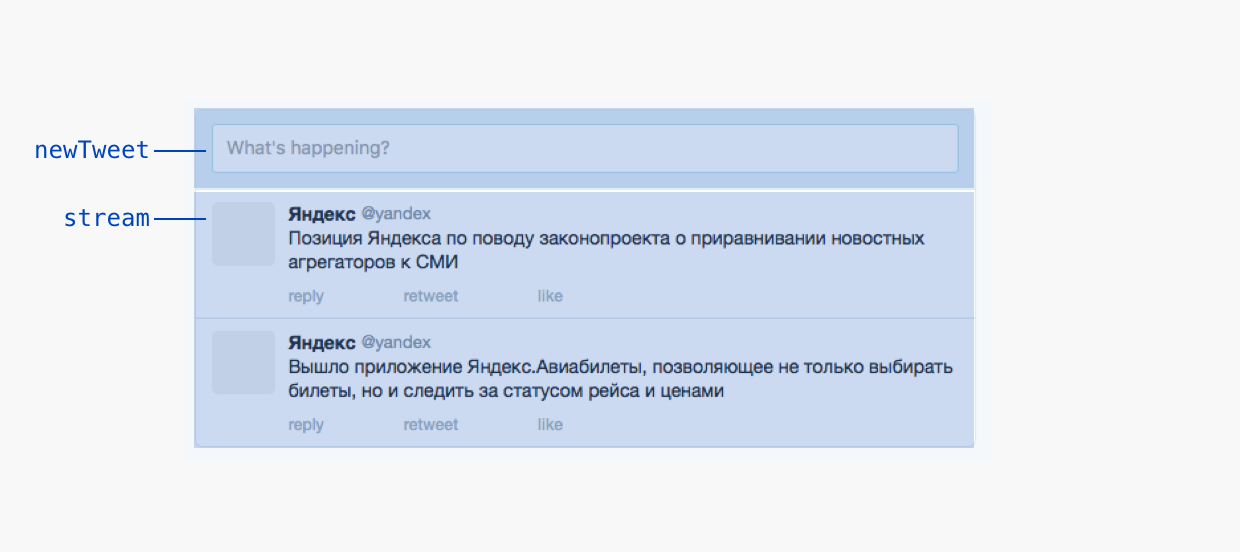 newTweet
What's happening?
stream
Яндекс @yandex
Позиция Яндекса по поводу законопроекта о приравнивании новостных
агрегаторов к СМИ
reply retweet like
Яндекс @yandex
Вышло приложение Яндекс.Авиабилеты, позволяющее не только выбирать
билеты, но и следить за статусом рейса и ценами
reply retweet like